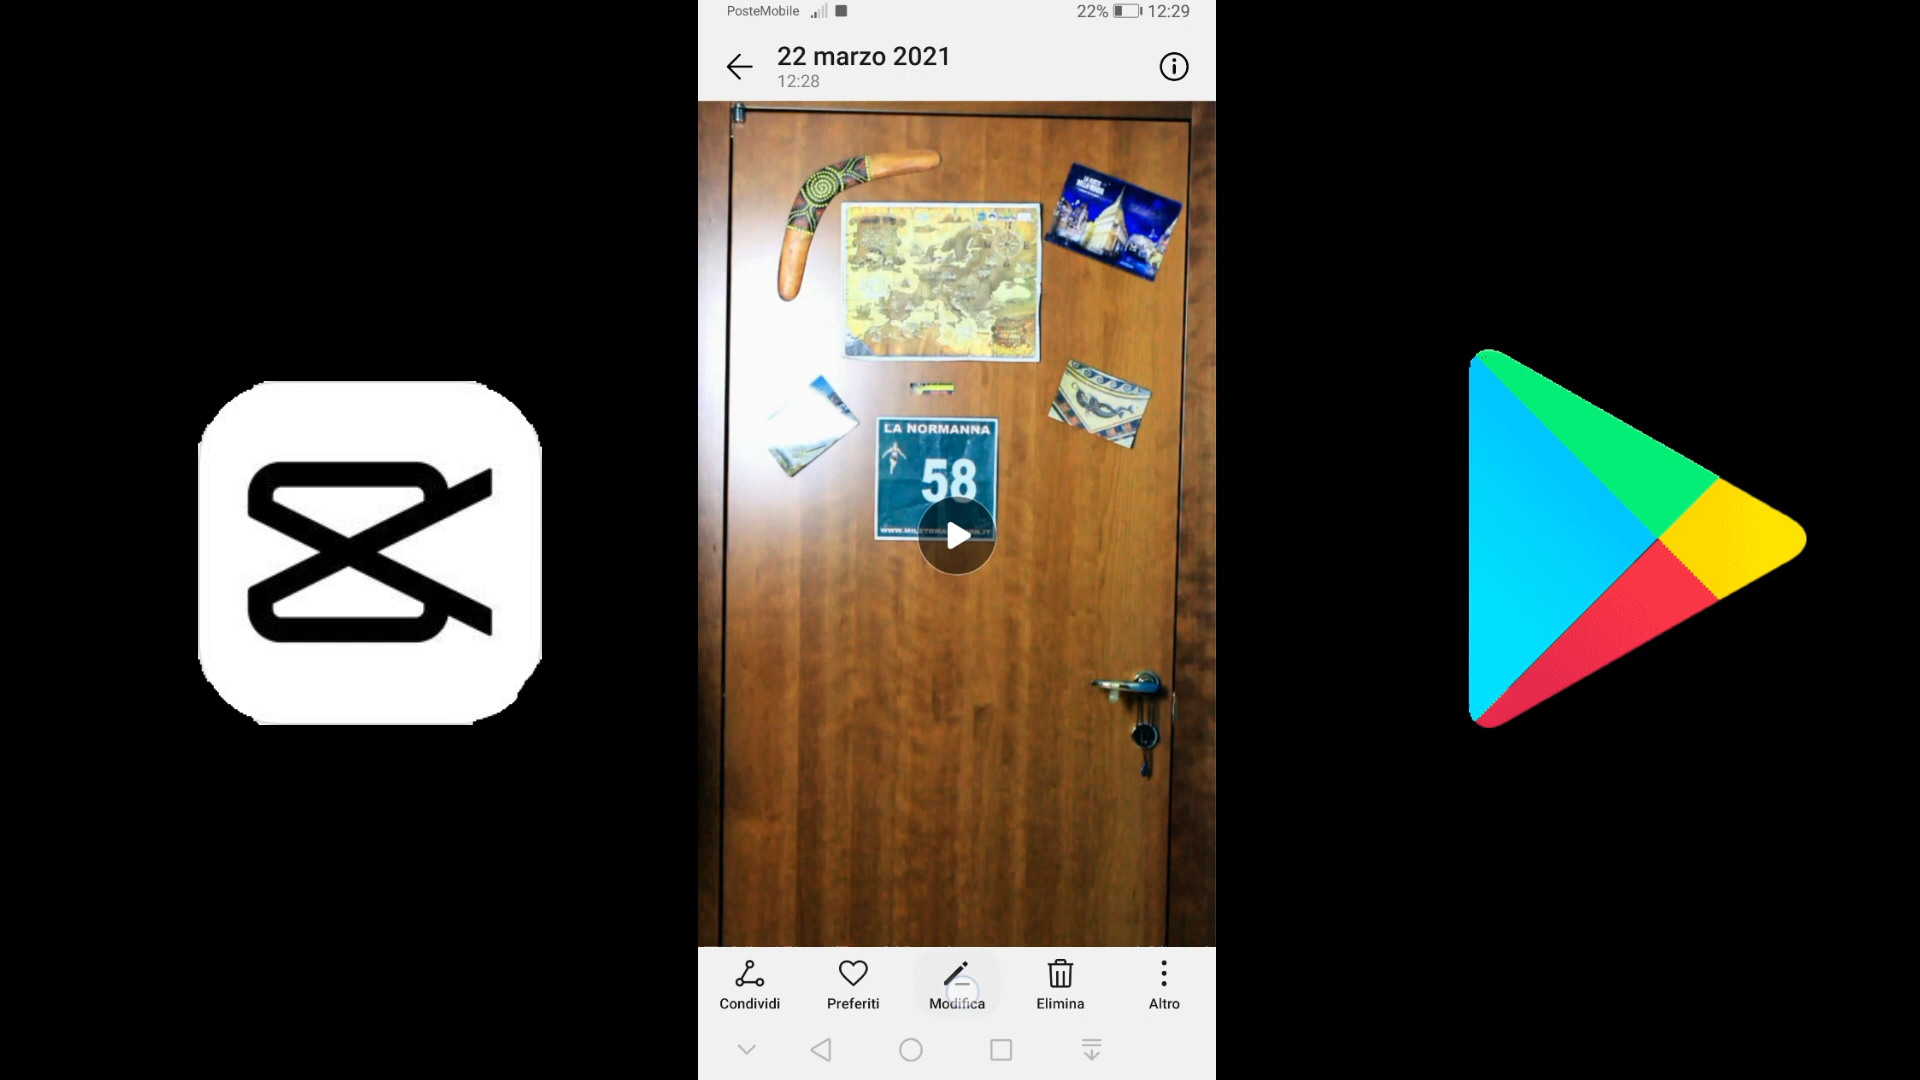 PosteMobile
22%
12:29
22 marzo 2021
12:28
LA NORMANNA
58
Condividi
Preferiti
Modifica
Elimina
Altro